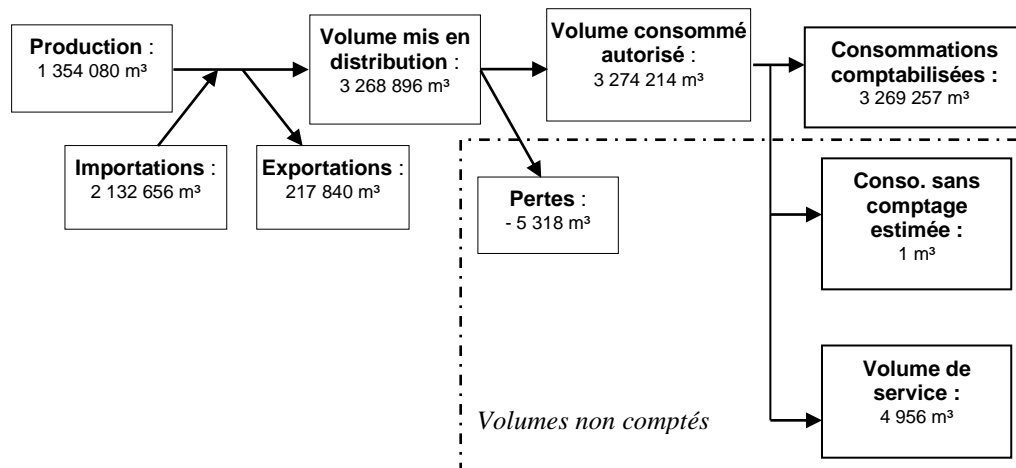 Production :
1 354 080 m³
Volume mis en
distribution :
3 268 896 m³
Volume consommé
autorisé :
3 274 214 m³
Consommations
comptabilisées :
3 269 257 m³
Importations :
2 132 656 m³
Exportations :
217 840 m³
Pertes :
- 5 318 m³
Conso. sans
comptage
estimée :
1 m³
Volume de
service :
4 956 m³
Volumes non comptés